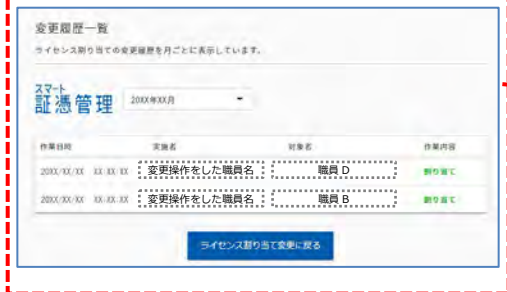 変更履歴一覧
ライセンス割り当ての変更履歴を月ごとに表示しています。
スマート
証憑管理 20XX年XX月
作業日時 実施者 対象者 作業内容
20XX/XX/XX XX:XX:XX 変更操作をした職員名 職員 D 割り当て
20XX/XX/XX XX:XX:XX 変更操作をした職員名 職員 B 割り当て
ライセンス割り当て変更に戻る